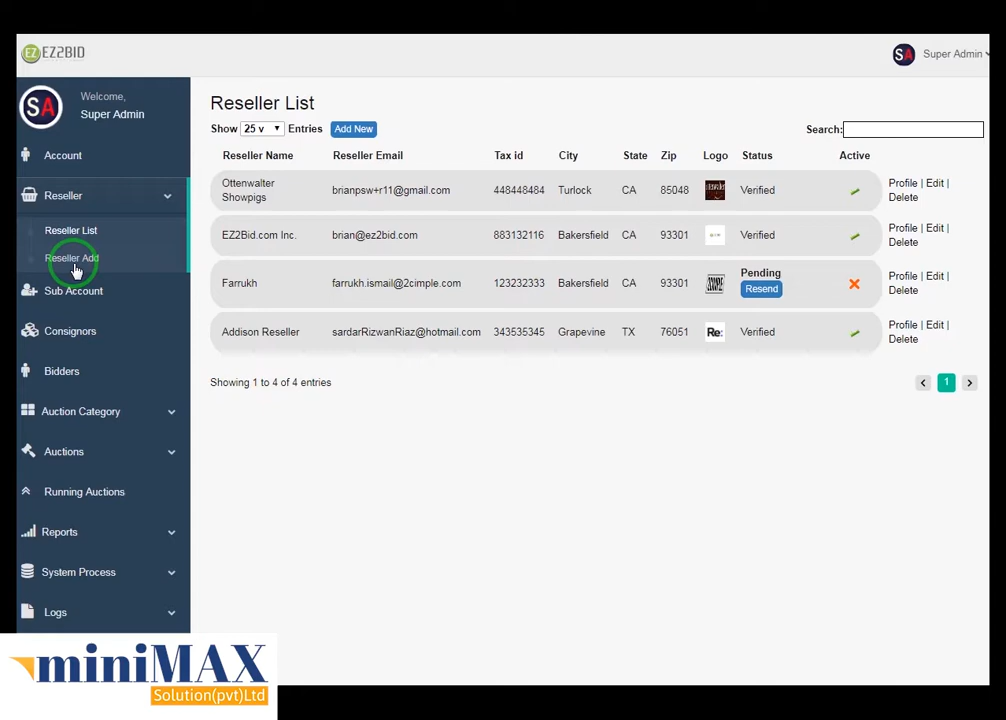 EZ EZ2BID
SA Super Admin
SA Welcome,
Super Admin
Account
Reseller
Reseller List
Reseller Add
Sub Account
Consignors
Bidders
Auction Category
Auctions
Running Auctions
Reports
System Process
Logs
Reseller List
Show 25 v Entries Add New Search:
Reseller Name Reseller Email Tax id City State Zip Logo Status Active
Ottenwalter Showpigs brianpsw+r11@gmail.com 448448484 Turlock CA 85048 Verified Profile | Edit | Delete
EZ2Bid.com Inc. brian@ez2bid.com 883132116 Bakersfield CA 93301 Verified Profile | Edit | Delete
Farrukh farrukh.ismail@2cimple.com 123232333 Bakersfield CA 93301 Pending Resend Profile | Edit | Delete
Addison Reseller sardarRizwanRiaz@hotmail.com 343535345 Grapevine TX 76051 Re: Verified Profile | Edit | Delete
Showing 1 to 4 of 4 entries 1
miniMAX
Solution(pvt)Ltd